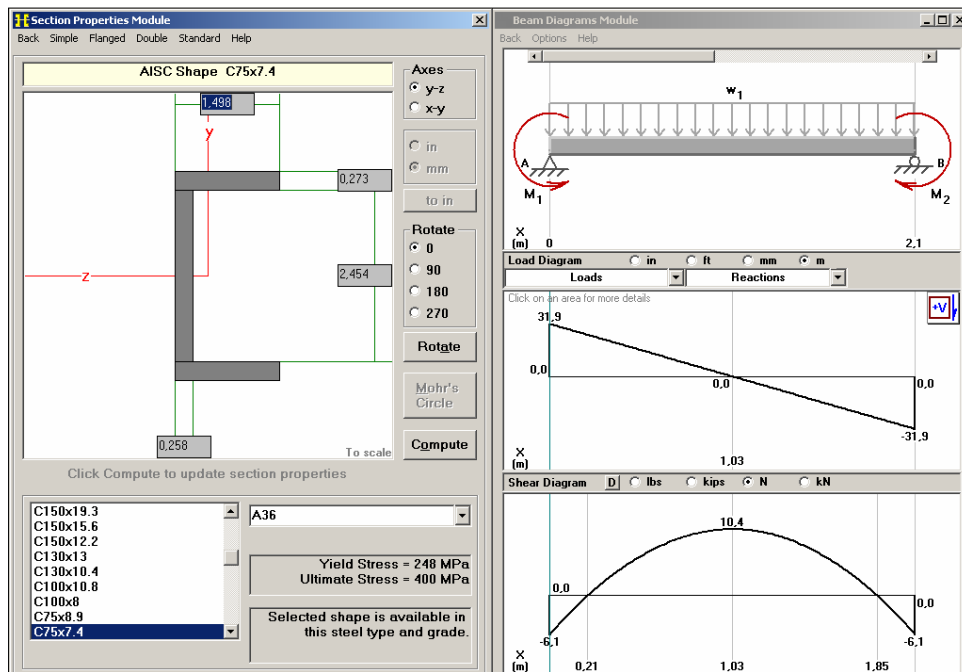 Section Properties Module
Back Simple Flanged Double Standard Help
AISC Shape C75x7.4
1,498
y
z
0,273
2,454
0,258
To scale
Click Compute to update section properties
Axes
y-z
x-y
in
mm
to in
Rotate
0
90
180
270
Rotate
Mohr's
Circle
Compute
C150x19.3
C150x15.6
C150x12.2
C130x13
C130x10.4
C100x10.8
C100x8
C75x8.9
C75x7.4
A36
Yield Stress = 248 MPa
Ultimate Stress = 400 MPa
Selected shape is available in
this steel type and grade.
Beam Diagrams Module
Back Options Help
w1
A B
M1 M2
X
(m) 0 2,1
Load Diagram in ft mm m
Loads Reactions
Click on an area for more details
+V
31,9
0,0 0,0 0,0
-31,9
X
(m) 1,03
Shear Diagram D lbs kips N kN
10,4
0,0 0,0
-6,1 -6,1
X
(m) 0,21 1,03 1,85